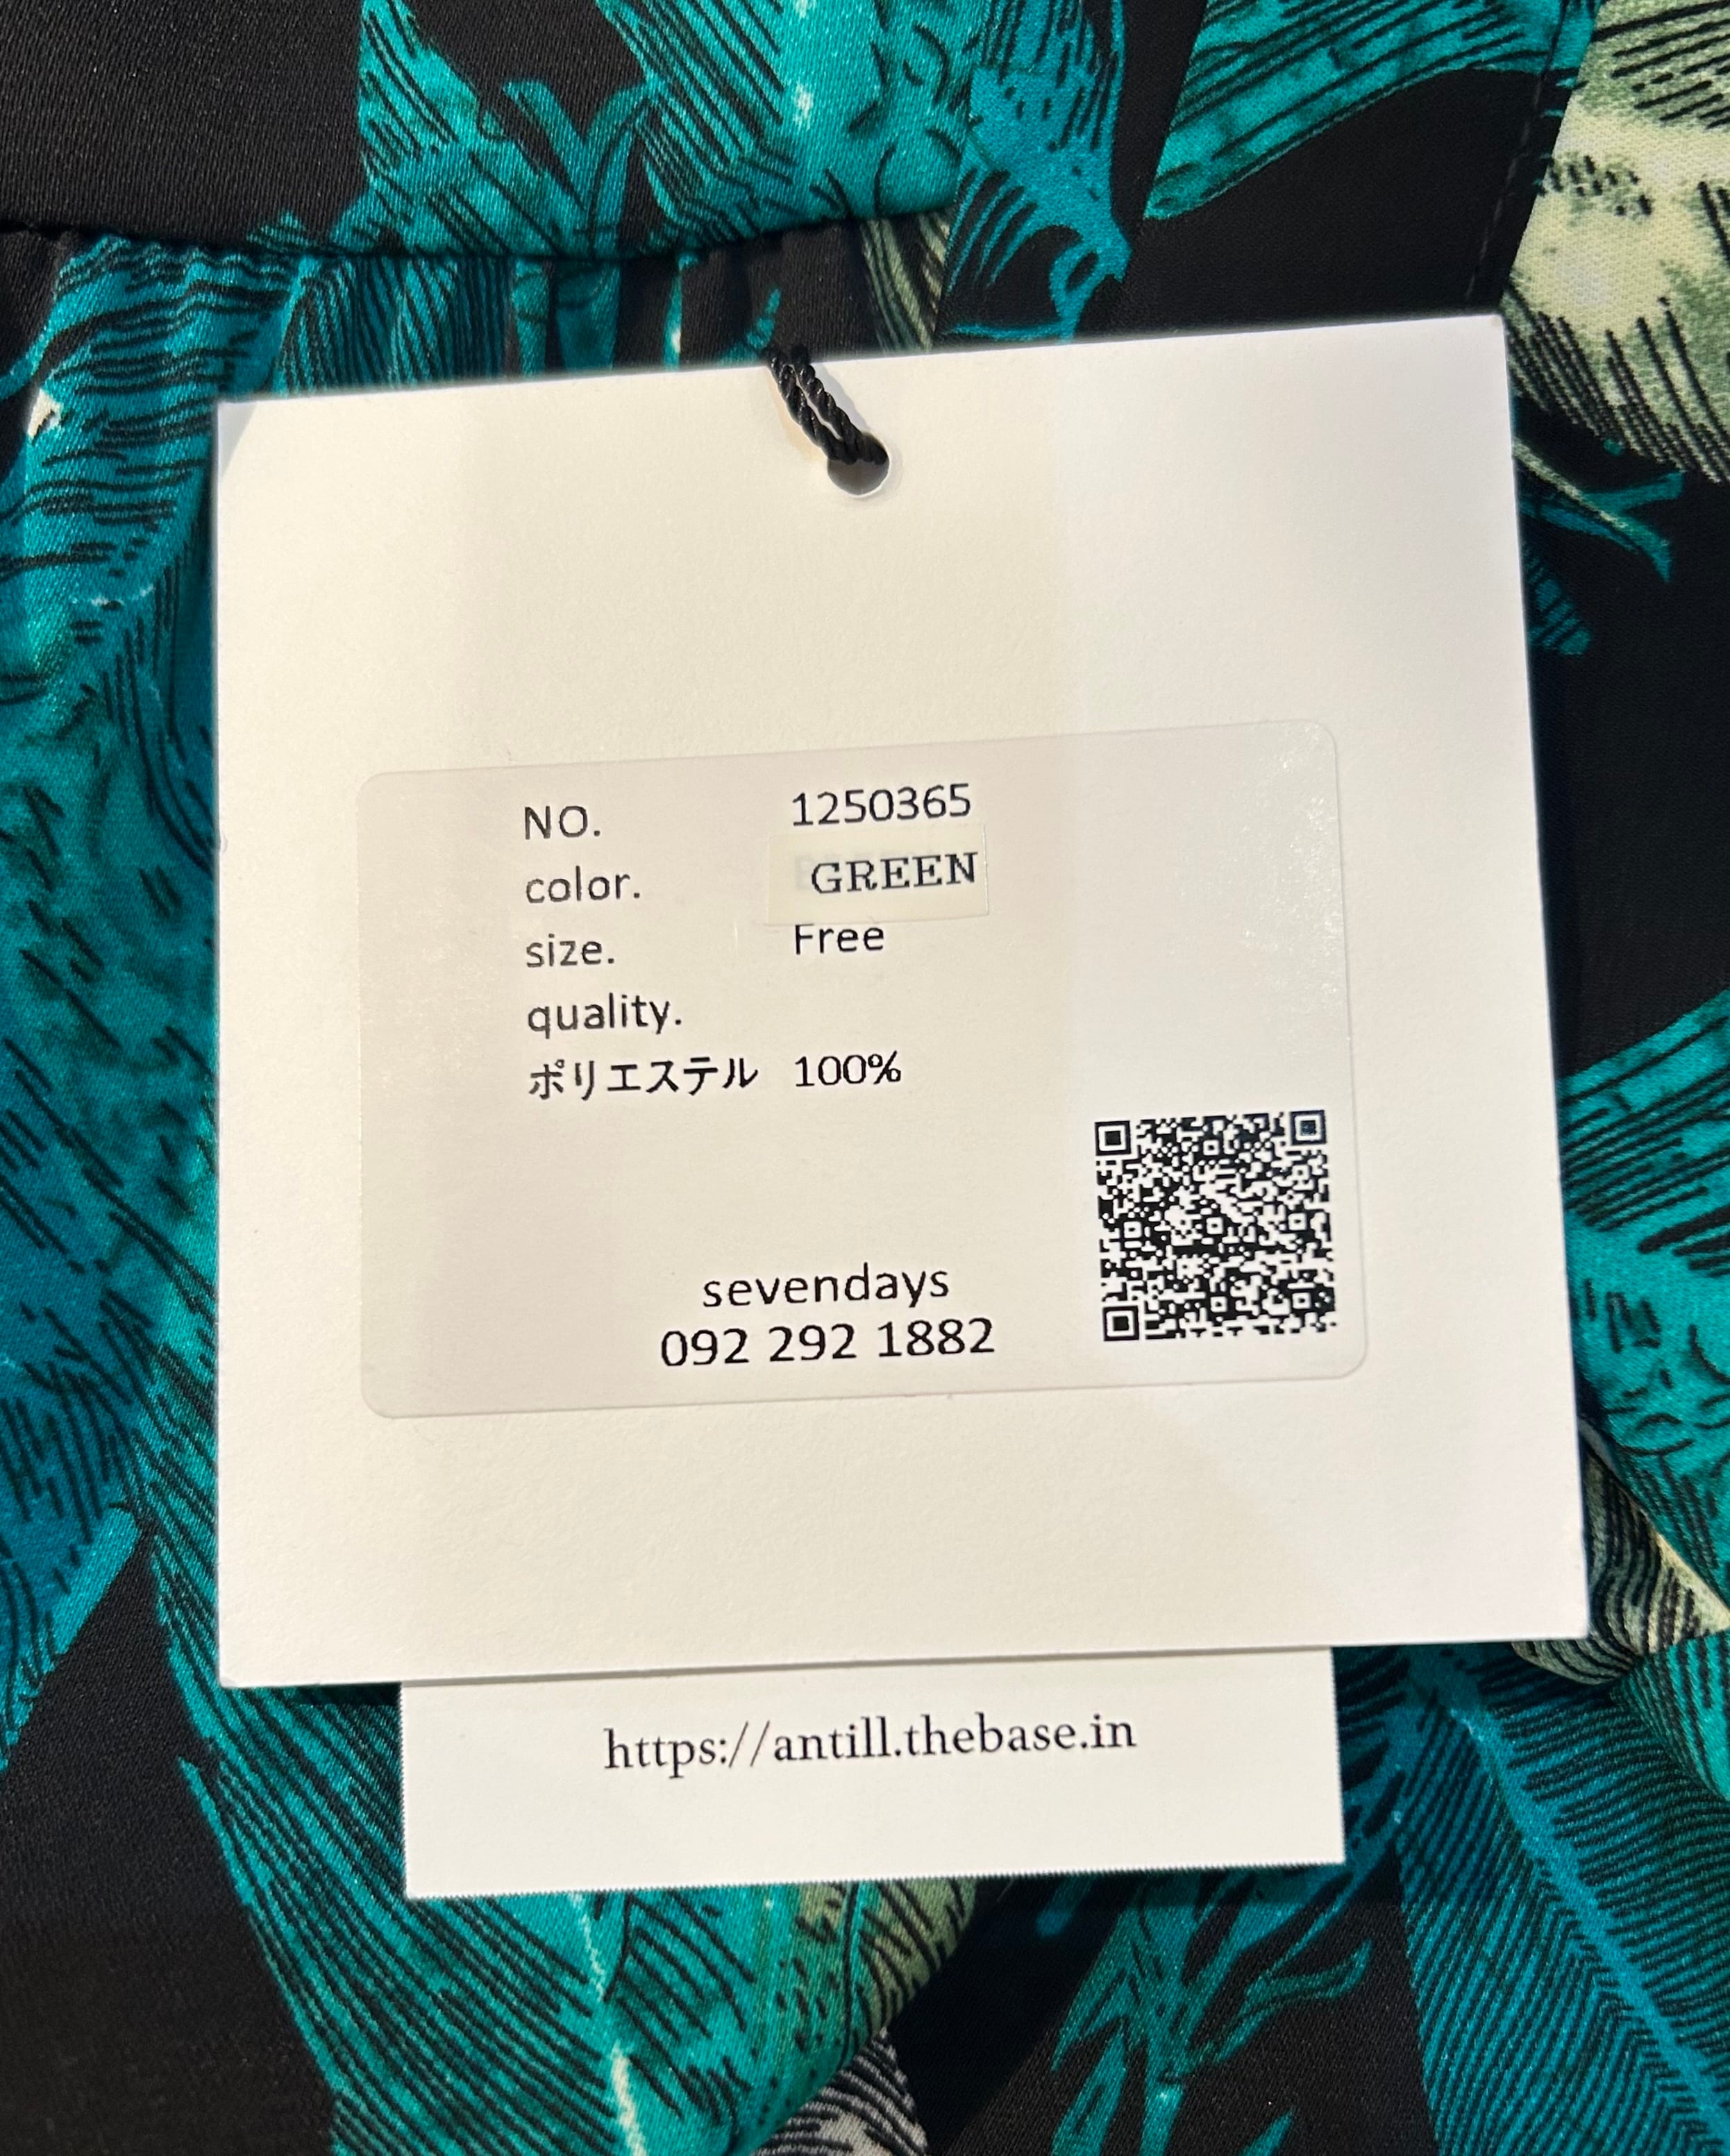 NO. 1250365
color. GREEN
size. Free
quality.
ポリエステル 100%
sevendays
092 292 1882
https://antill.thebase.in